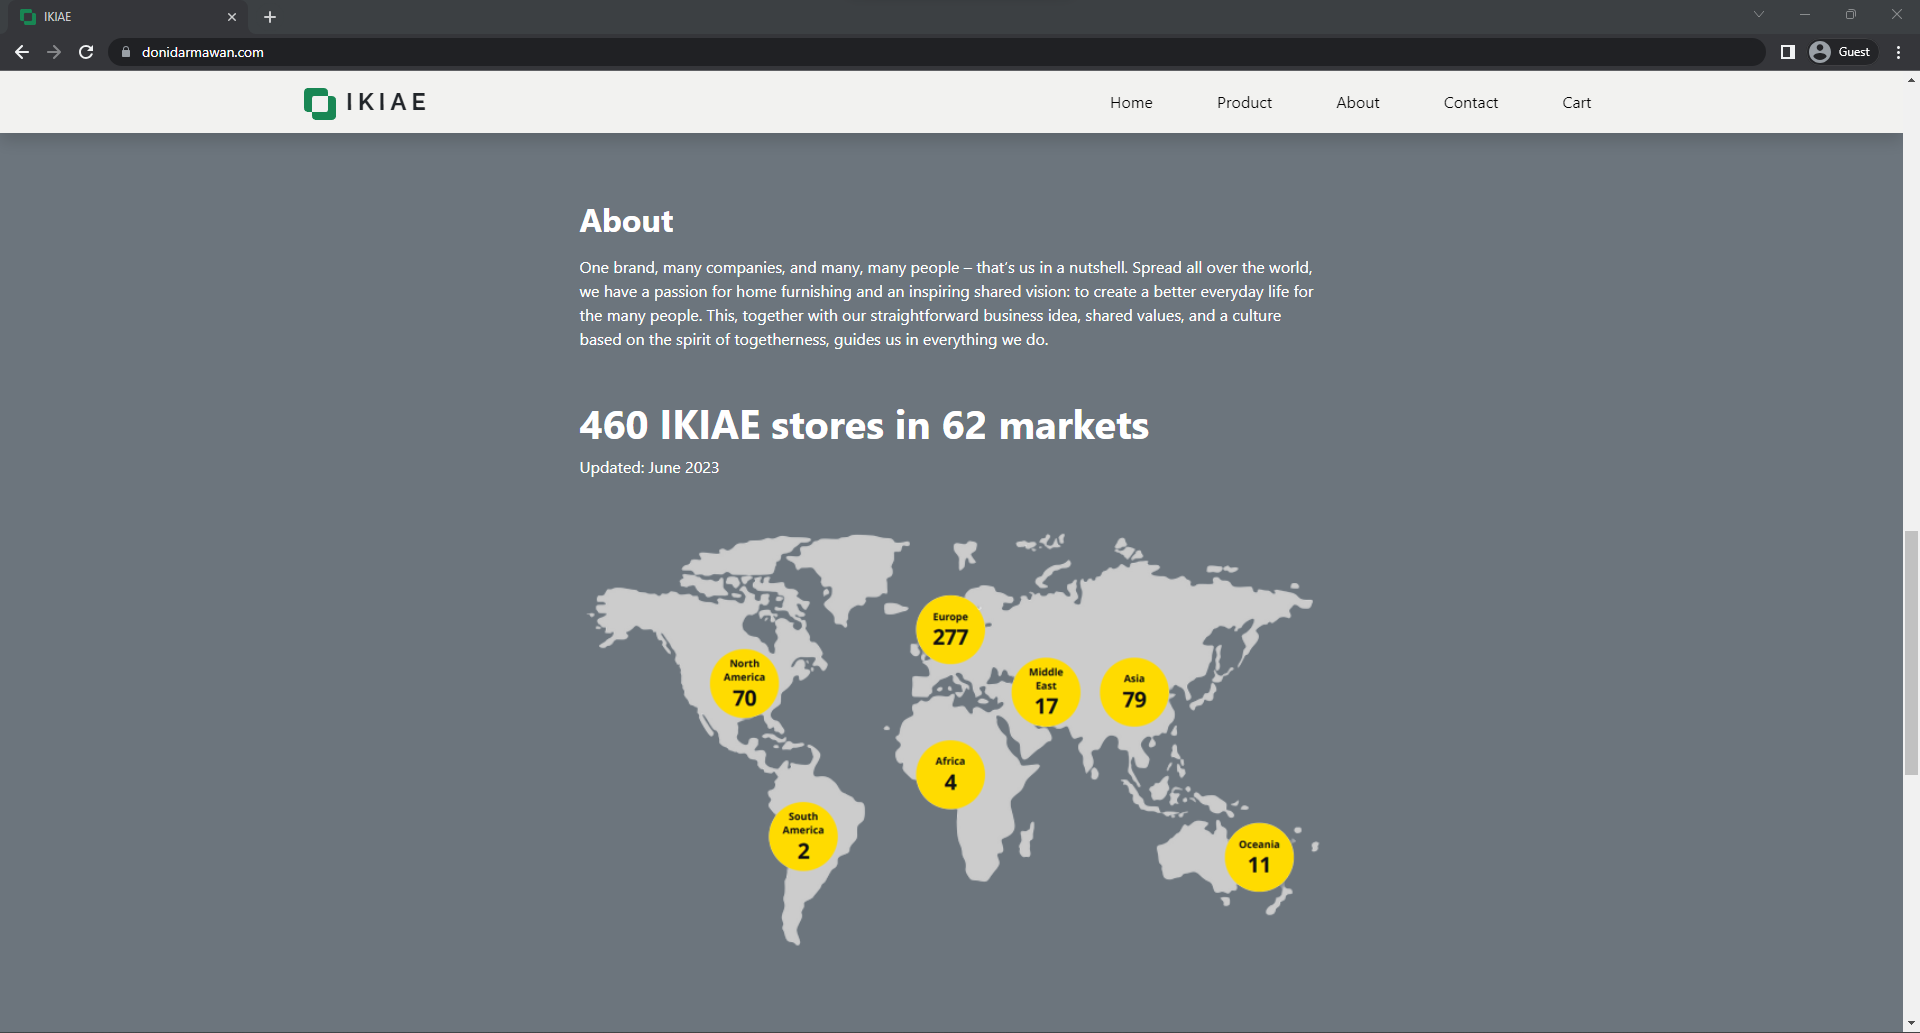 IKIAE
donidarmawan.com
Guest
IKIAE
Home
Product
About
Contact
Cart
About
One brand, many companies, and many, many people – that's us in a nutshell. Spread all over the world,
we have a passion for home furnishing and an inspiring shared vision: to create a better everyday life for
the many people. This, together with our straightforward business idea, shared values, and a culture
based on the spirit of togetherness, guides us in everything we do.
460 IKIAE stores in 62 markets
Updated: June 2023
Europe
277
North
America
70
Middle
East
17
Asia
79
Africa
4
South
America
2
Oceania
11